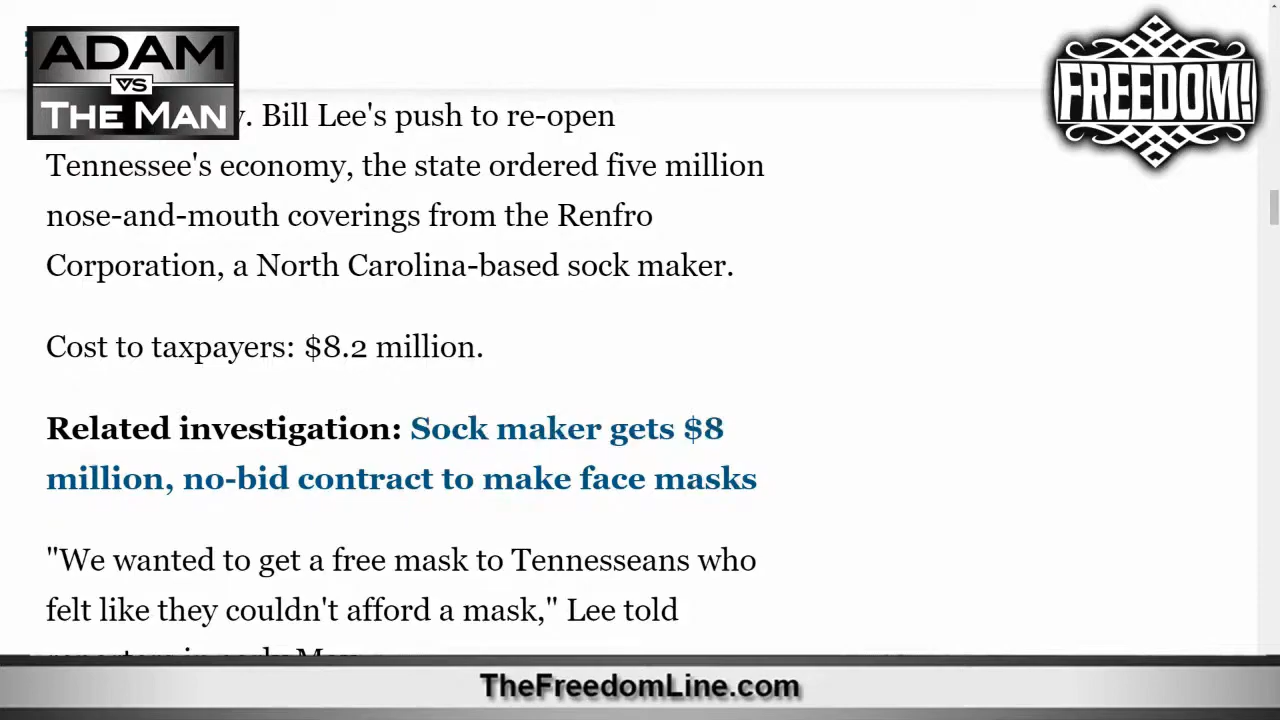 ADAM
VS
THE MAN
FREEDOM!
. Bill Lee's push to re-open
Tennessee's economy, the state ordered five million
nose-and-mouth coverings from the Renfro
Corporation, a North Carolina-based sock maker.
Cost to taxpayers: $8.2 million.
Related investigation: Sock maker gets $8
million, no-bid contract to make face masks
"We wanted to get a free mask to Tennesseans who
felt like they couldn't afford a mask," Lee told
TheFreedomLine.com